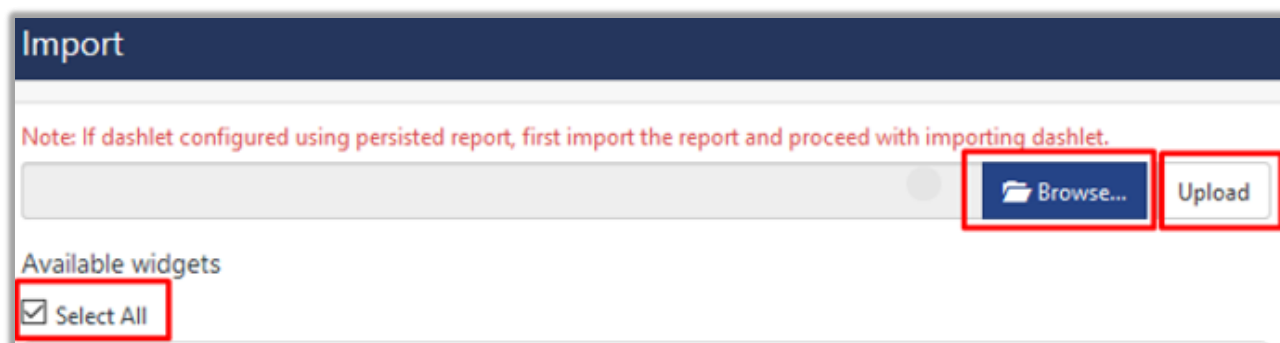 Import
Note: If dashlet configured using persisted report, first import the report and proceed with importing dashlet.
Browse... Upload
Available widgets
Select All